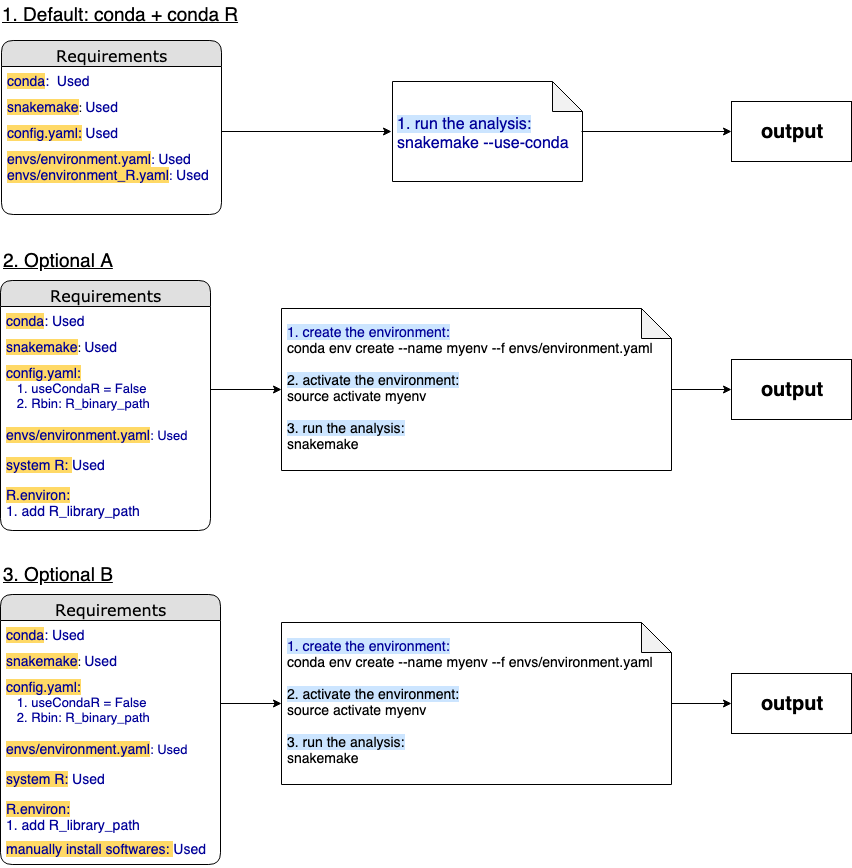 1. Default: conda + conda R
Requirements
conda: Used
snakemake: Used
config.yaml: Used
envs/environment.yaml: Used
envs/environment_R.yaml: Used
1. run the analysis:
snakemake --use-conda
output
2. Optional A
Requirements
conda: Used
snakemake: Used
config.yaml:
1. useCondaR = False
2. Rbin: R_binary_path
envs/environment.yaml: Used
system R: Used
R.environ:
1. add R_library_path
1. create the environment:
conda env create --name myenv --f envs/environment.yaml
2. activate the environment:
source activate myenv
3. run the analysis:
snakemake
output
3. Optional B
Requirements
conda: Used
snakemake: Used
config.yaml:
1. useCondaR = False
2. Rbin: R_binary_path
envs/environment.yaml: Used
system R: Used
R.environ:
1. add R_library_path
manually install softwares: Used
1. create the environment:
conda env create --name myenv --f envs/environment.yaml
2. activate the environment:
source activate myenv
3. run the analysis:
snakemake
output